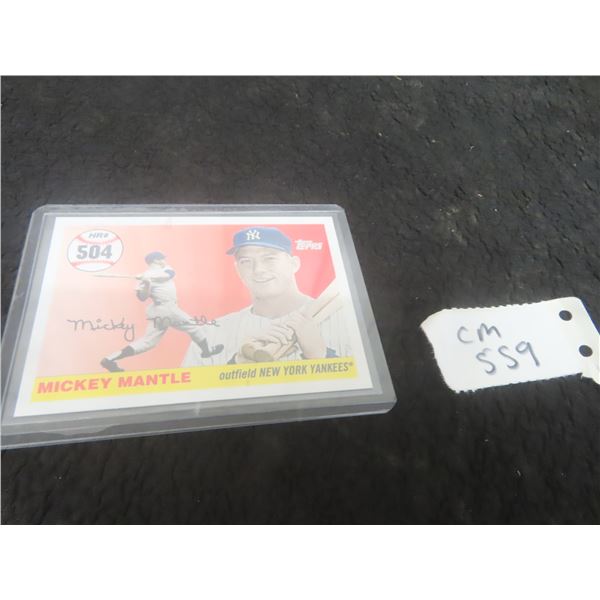 HR#
504
NY
Topps
Mickey Mantle
MICKEY MANTLE
outfield NEW YORK YANKEES®
CM
559